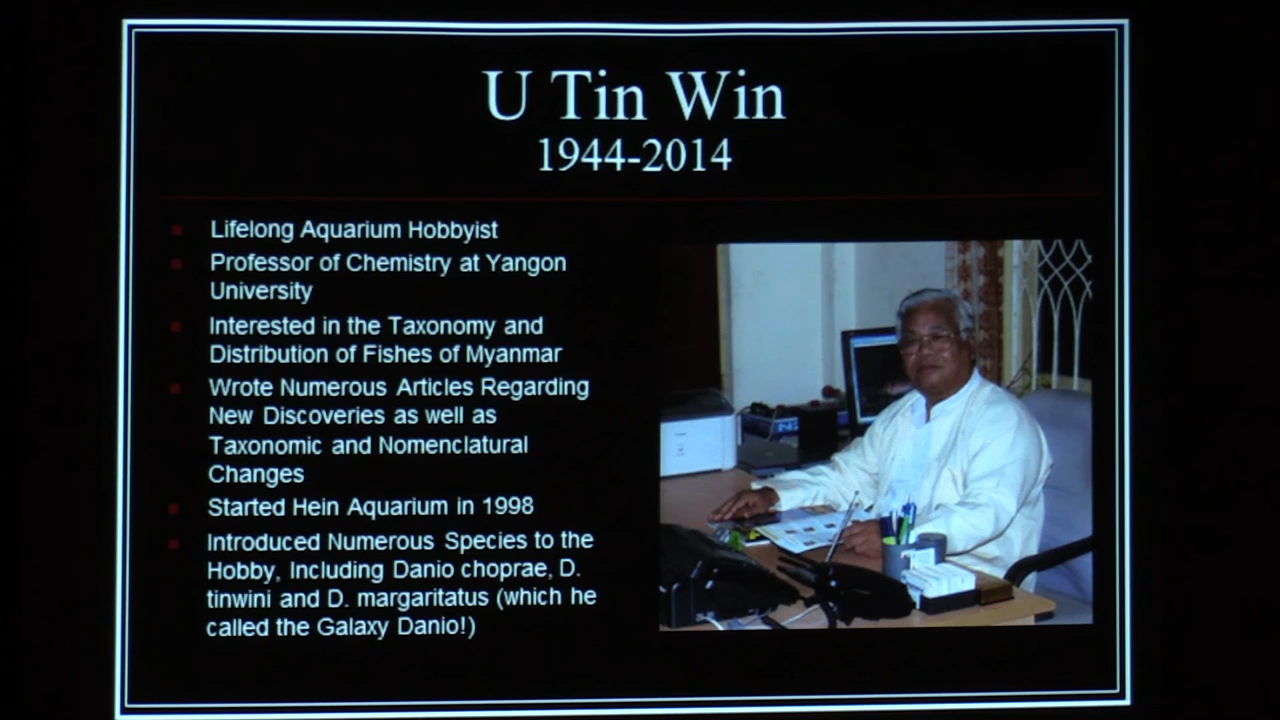 U Tin Win
1944-2014
Lifelong Aquarium Hobbyist
Professor of Chemistry at Yangon
University
Interested in the Taxonomy and
Distribution of Fishes of Myanmar
Wrote Numerous Articles Regarding
New Discoveries as well as
Taxonomic and Nomenclatural
Changes
Started Hein Aquarium in 1998
Introduced Numerous Species to the
Hobby, Including Danio choprae, D.
tinwini and D. margaritatus (which he
called the Galaxy Danio!)